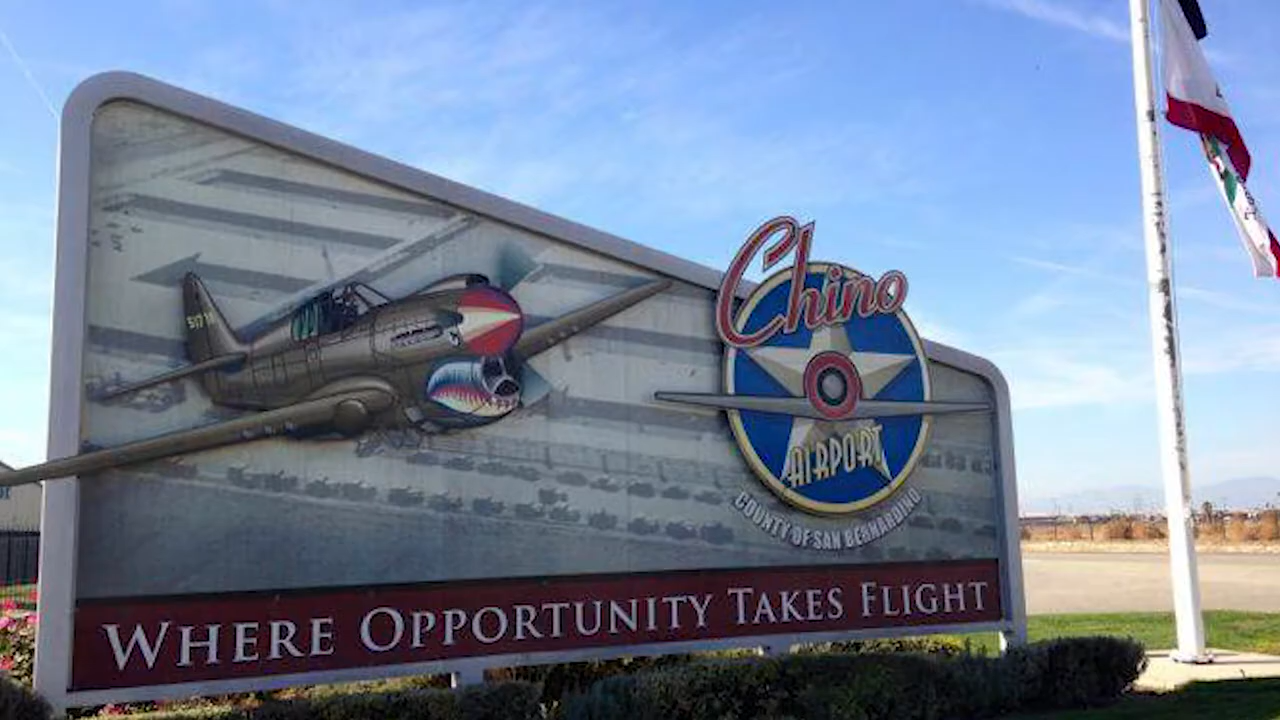 Chino
AIRPORT
COUNTY OF SAN BERNARDINO
WHERE OPPORTUNITY TAKES FLIGHT